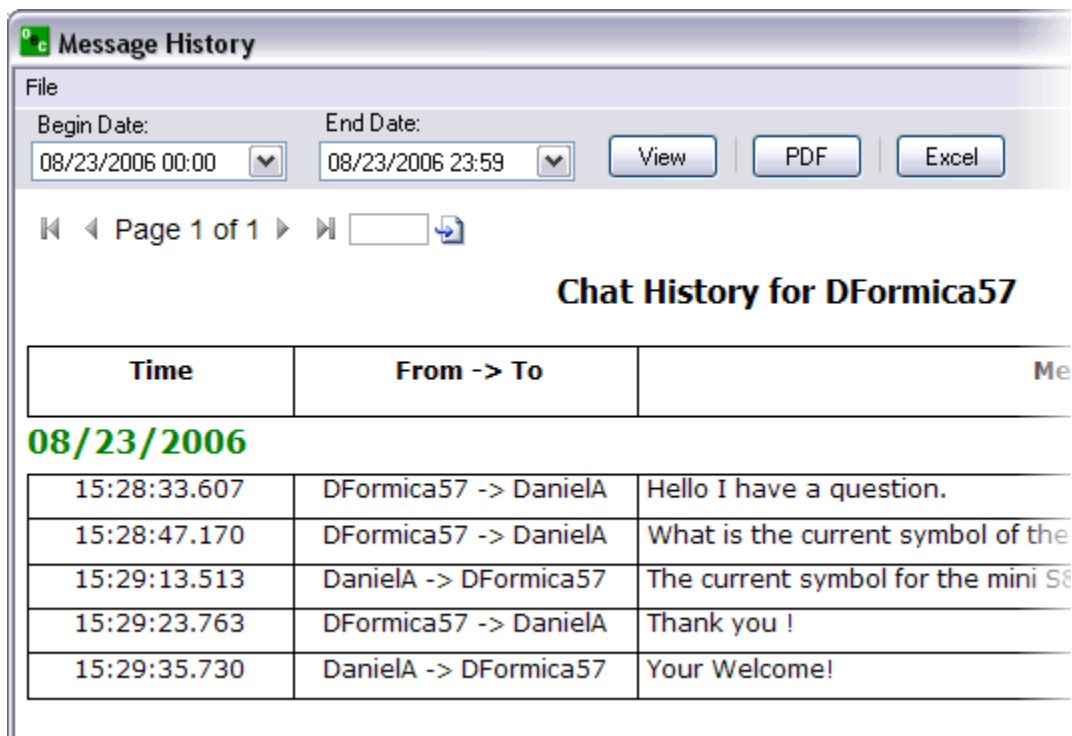 Message History
File
Begin Date: End Date:
08/23/2006 00:00 08/23/2006 23:59 View PDF Excel
Page 1 of 1
Chat History for DFormica57
Time From -> To
08/23/2006
15:28:33.607 DFormica57 -> DanielA Hello I have a question.
15:28:47.170 DFormica57 -> DanielA What is the current symbol of the
15:29:13.513 DanielA -> DFormica57 The current symbol for the mini
15:29:23.763 DFormica57 -> DanielA Thank you !
15:29:35.730 DanielA -> DFormica57 Your Welcome!